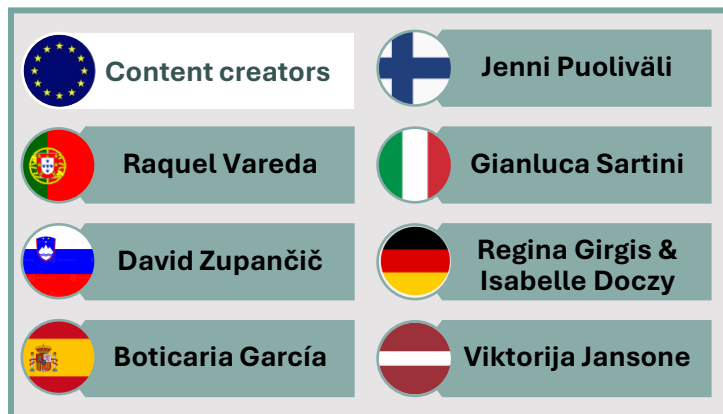 Content creators
Raquel Vareda
David Zupančič
Boticaria García
Jenni Puoliväli
Gianluca Sartini
Regina Girgis &
Isabelle Doczy
Viktorija Jansone